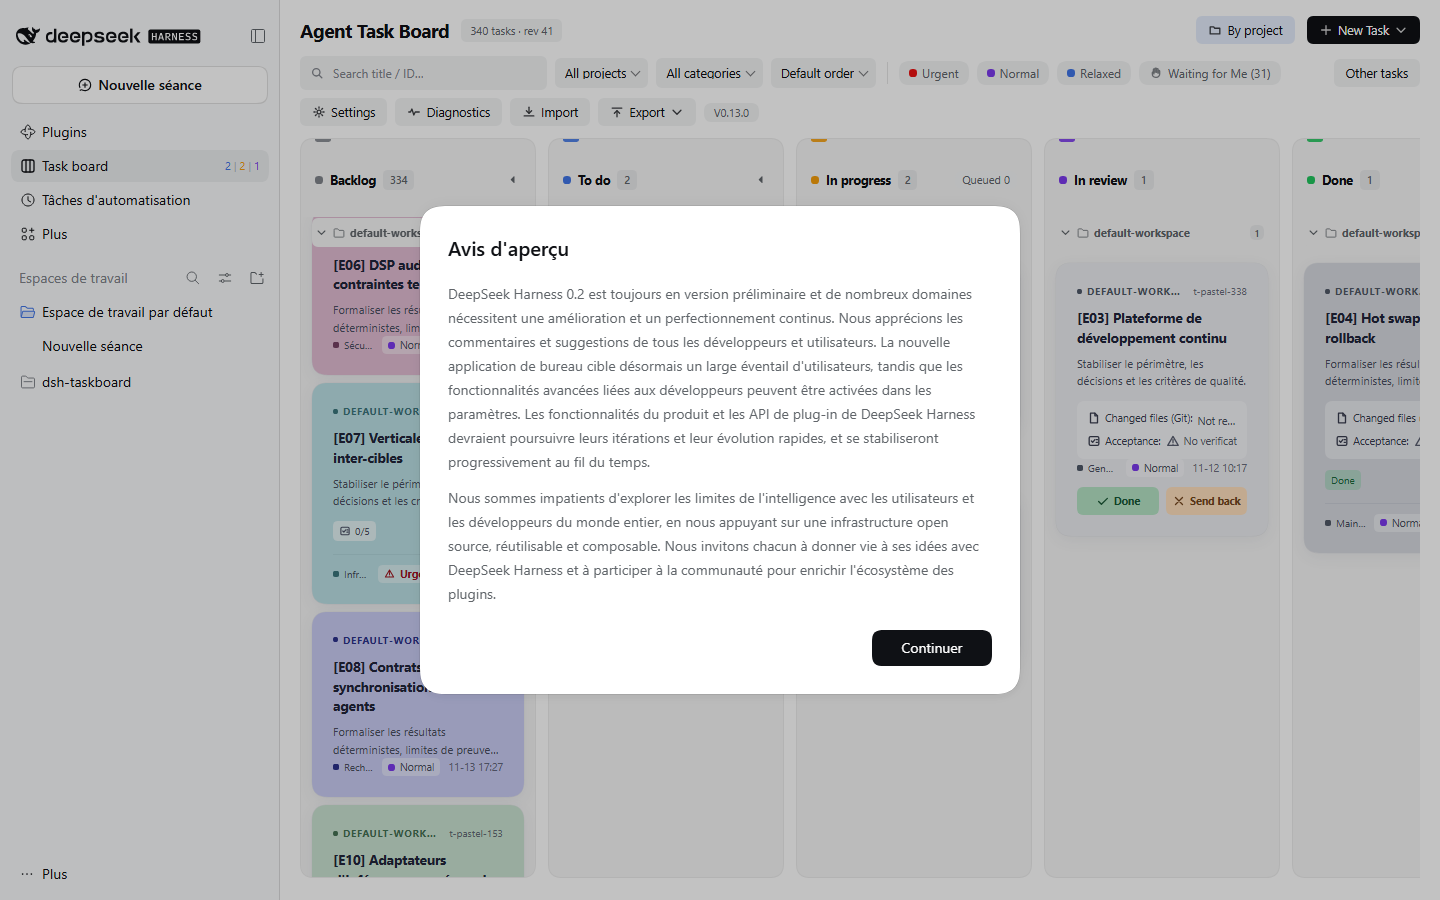 deepseek HARNESS
Nouvelle séance
Plugins
Task board 2 | 2 | 1
Tâches d'automatisation
Plus
Espaces de travail
Espace de travail par défaut
Nouvelle séance
dsh-taskboard
Plus
Agent Task Board 340 tasks · rev 41
By project
New Task
Search title / ID...
All projects
All categories
Default order
Urgent
Normal
Relaxed
Waiting for Me (31)
Other tasks
Settings
Diagnostics
Import
Export
V0.13.0
Backlog 334
default-works
[E06] DSP aud
contraintes te
Formaliser les résu
déterministes, lim
Sécu... Norm
DEFAULT-WOR
[E07] Verticale
inter-cibles
Stabiliser le périm
décisions et les cr
0/5
Infr... Urge
DEFAULT-WOR
[E08] Contrats
synchronisation
agents
Formaliser les résultats
déterministes, limites de preuve...
Rech... Normal 11-13 17:27
DEFAULT-WORK... t-pastel-153
[E10] Adaptateurs
To do 2
In progress 2 Queued 0
In review 1
default-workspace 1
DEFAULT-WORK... t-pastel-338
[E03] Plateforme de
développement continu
Stabiliser le périmètre, les
décisions et les critères de qualité.
Changed files (Git): Not re...
Acceptance: No verificat
Gen... Normal 11-12 10:17
Done
Send back
Done 1
default-worksp
DEFAULT-WORK
[E04] Hot swap
rollback
Formaliser les résul
déterministes, limit
Changed files
Acceptance:
Done
Main... Norma
Avis d'aperçu
DeepSeek Harness 0.2 est toujours en version préliminaire et de nombreux domaines
nécessitent une amélioration et un perfectionnement continus. Nous apprécions les
commentaires et suggestions de tous les développeurs et utilisateurs. La nouvelle
application de bureau cible désormais un large éventail d'utilisateurs, tandis que les
fonctionnalités avancées liées aux développeurs peuvent être activées dans les
paramètres. Les fonctionnalités du produit et les API de plug-in de DeepSeek Harness
devraient poursuivre leurs itérations et leur évolution rapides, et se stabiliseront
progressivement au fil du temps.
Nous sommes impatients d'explorer les limites de l'intelligence avec les utilisateurs et
les développeurs du monde entier, en nous appuyant sur une infrastructure open
source, réutilisable et composable. Nous invitons chacun à donner vie à ses idées avec
DeepSeek Harness et à participer à la communauté pour enrichir l'écosystème des
plugins.
Continuer